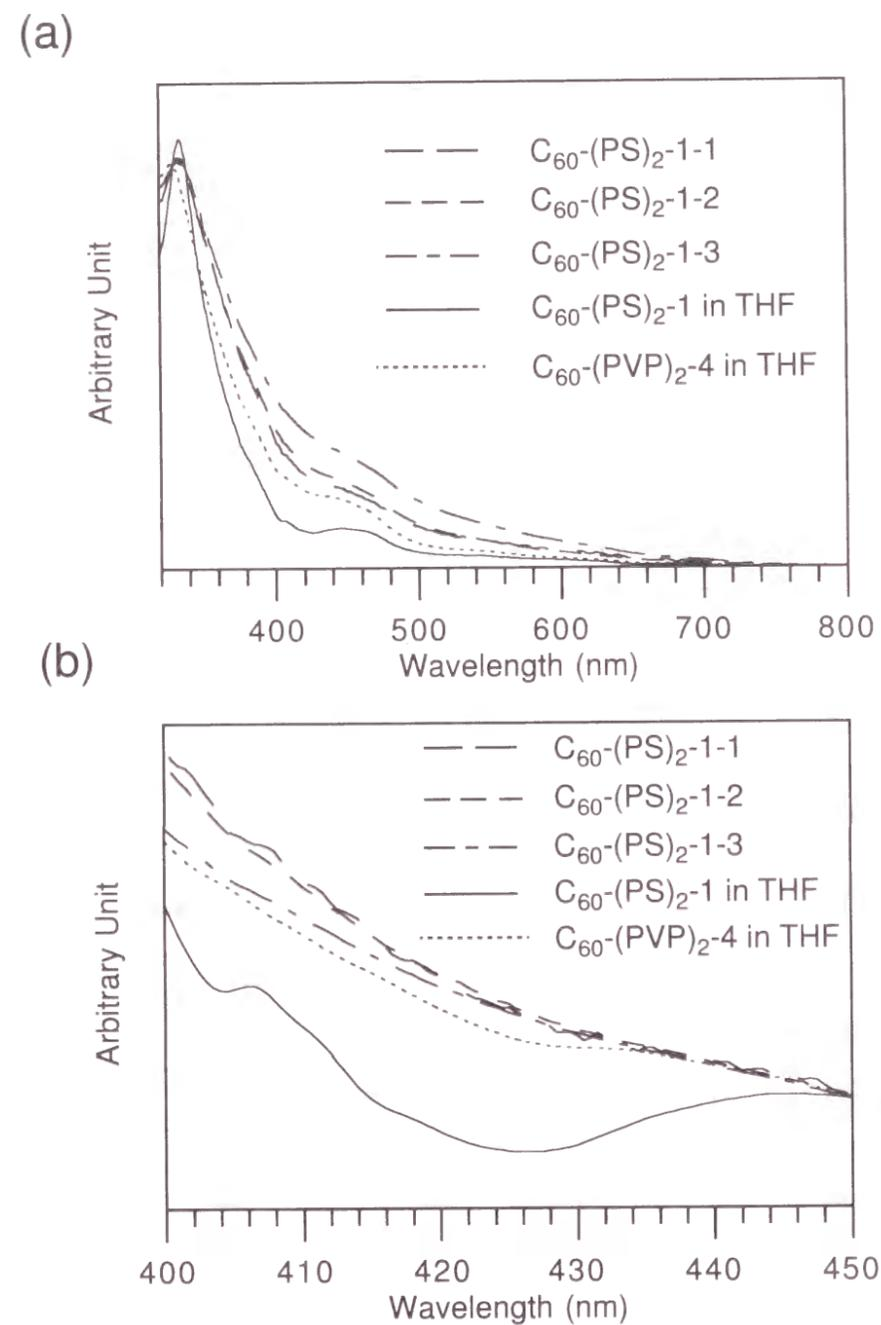 (a)
C60-(PS)2-1-1
C60-(PS)2-1-2
C60-(PS)2-1-3
C60-(PS)2-1 in THF
C60-(PVP)2-4 in THF
Arbitrary Unit
400 500 600 700 800
Wavelength (nm)
(b)
C60-(PS)2-1-1
C60-(PS)2-1-2
C60-(PS)2-1-3
C60-(PS)2-1 in THF
C60-(PVP)2-4 in THF
Arbitrary Unit
400 410 420 430 440 450
Wavelength (nm)